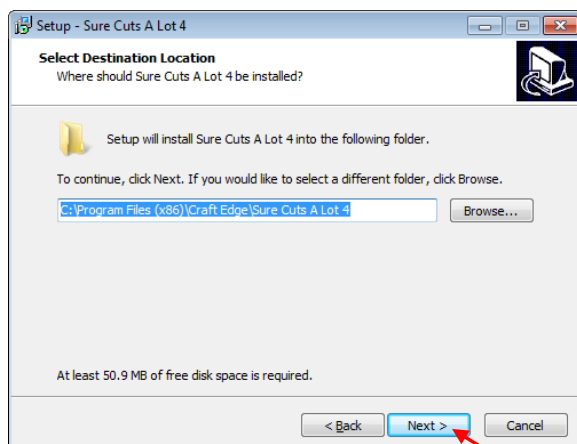 Setup - Sure Cuts A Lot 4
Select Destination Location
Where should Sure Cuts A Lot 4 be installed?
Setup will install Sure Cuts A Lot 4 into the following folder.
To continue, click Next. If you would like to select a different folder, click Browse.
C:\Program Files (x86)\Craft Edge\Sure Cuts A Lot 4
Browse...
At least 50.9 MB of free disk space is required.
< Back
Next >
Cancel